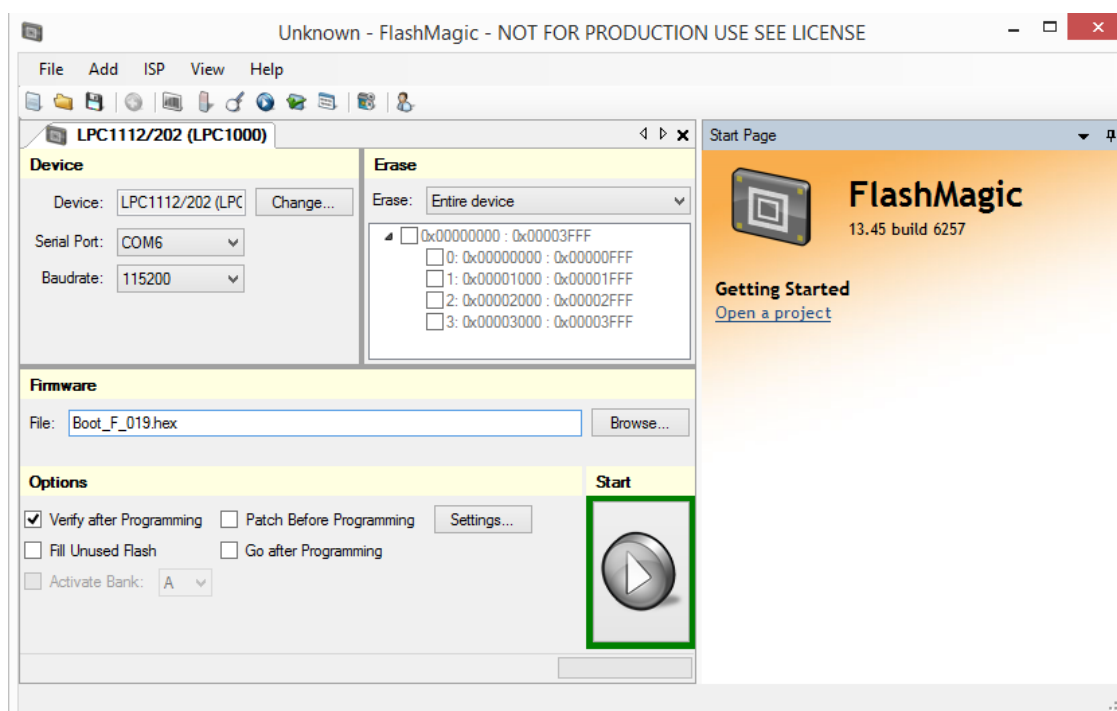 Unknown - FlashMagic - NOT FOR PRODUCTION USE SEE LICENSE
File Add ISP View Help
LPC1112/202 (LPC1000)
Device
Device: LPC1112/202 (LPC Change...
Serial Port: COM6
Baudrate: 115200
Erase
Erase: Entire device
0x00000000 : 0x00003FFF
0: 0x00000000 : 0x00000FFF
1: 0x00001000 : 0x00001FFF
2: 0x00002000 : 0x00002FFF
3: 0x00003000 : 0x00003FFF
Firmware
File: Boot_F_019.hex Browse...
Options
Verify after Programming Patch Before Programming Settings...
Fill Unused Flash Go after Programming
Activate Bank: A
Start
Start Page
FlashMagic
13.45 build 6257
Getting Started
Open a project